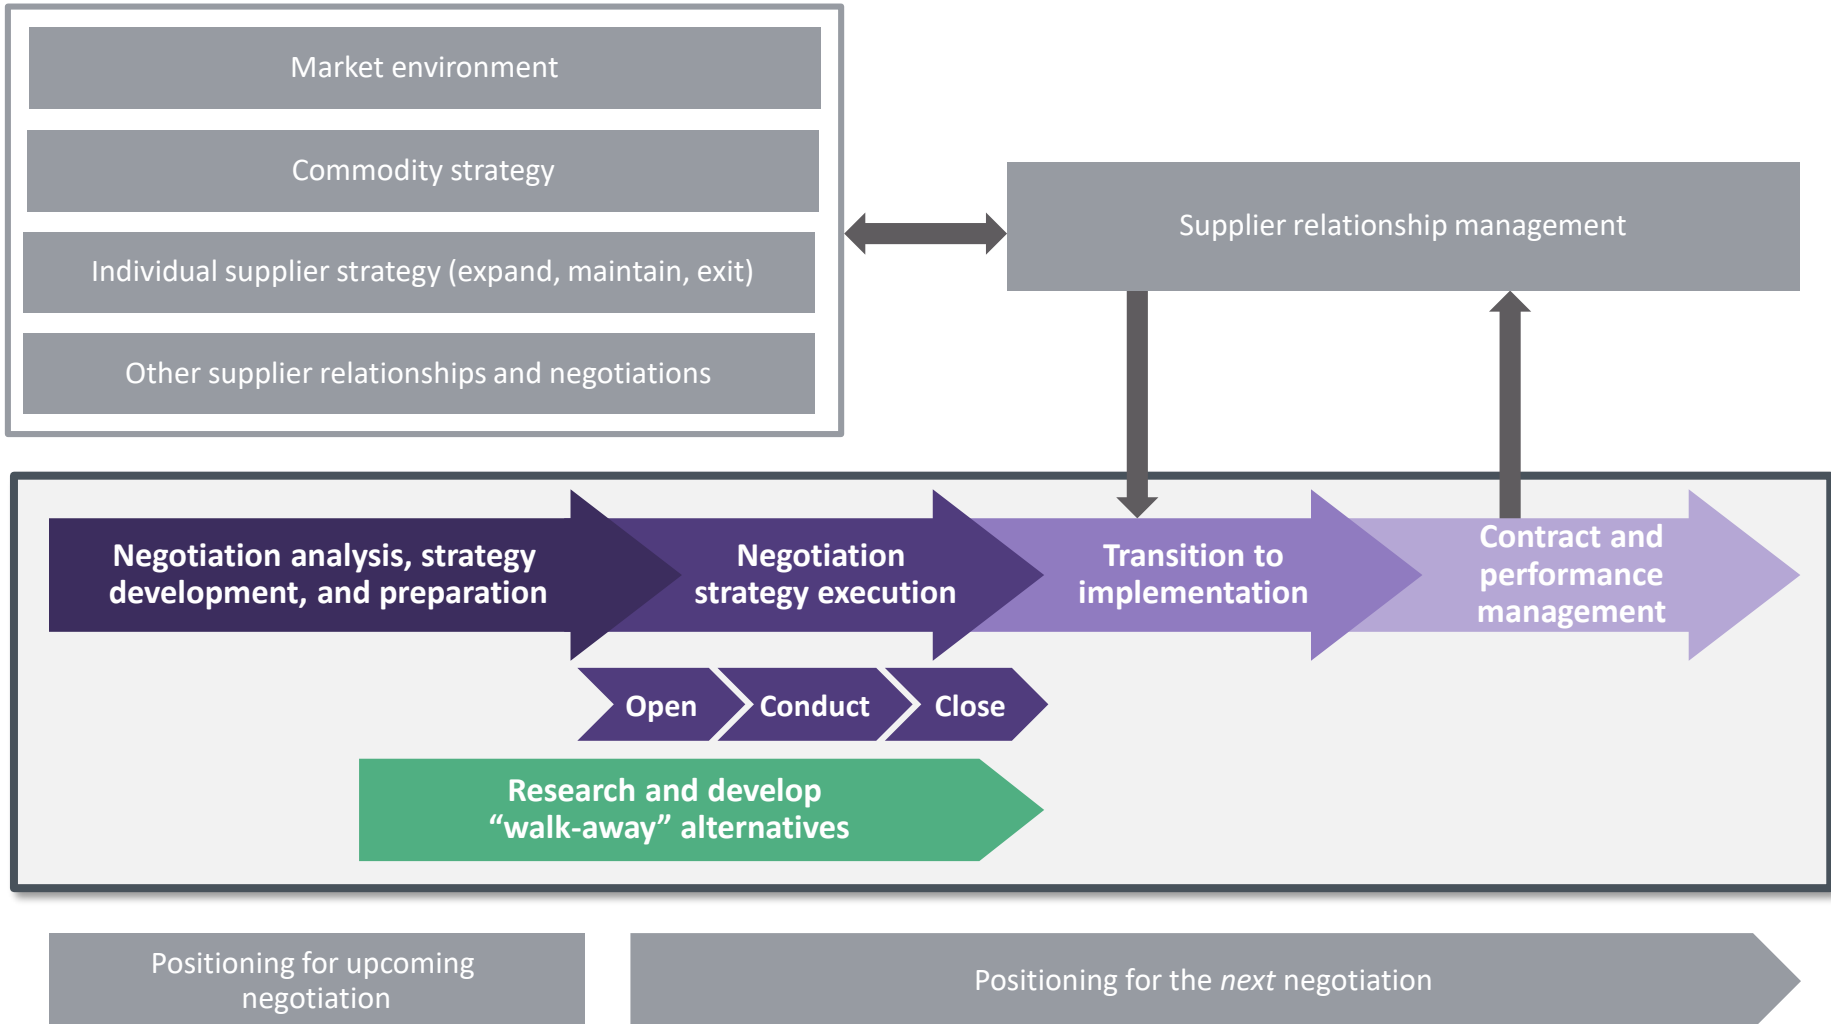 Market environment
Commodity strategy
Individual supplier strategy (expand, maintain, exit)
Other supplier relationships and negotiations
Supplier relationship management
Negotiation analysis, strategy
development, and preparation
Negotiation
strategy execution
Transition to
implementation
Contract and
performance
management
Open
Conduct
Close
Research and develop
“walk-away” alternatives
Positioning for upcoming
negotiation
Positioning for the next negotiation